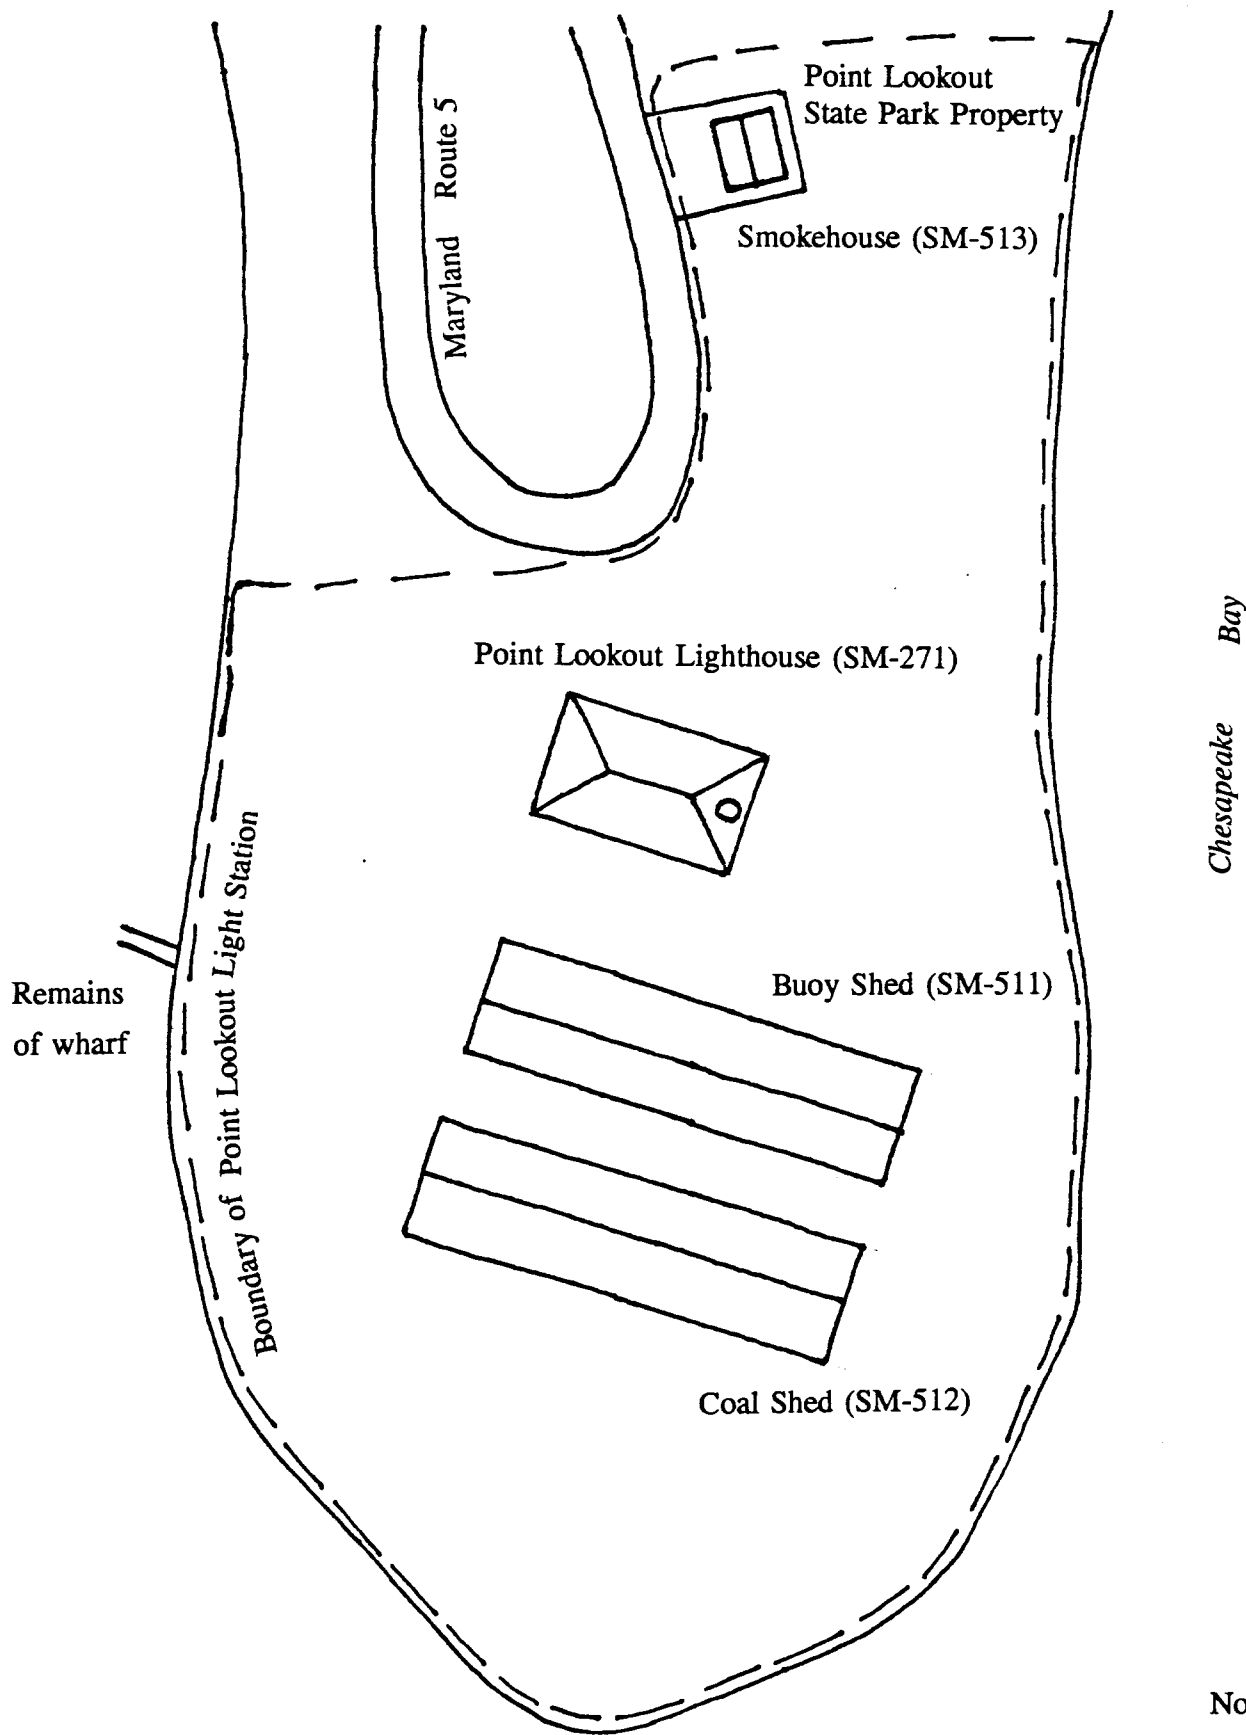 Point Lookout
State Park Property
Maryland Route 5
Smokehouse (SM-513)
Point Lookout Lighthouse (SM-271)
Chesapeake Bay
Boundary of Point Lookout Light Station
Buoy Shed (SM-511)
Remains
of wharf
Coal Shed (SM-512)
No